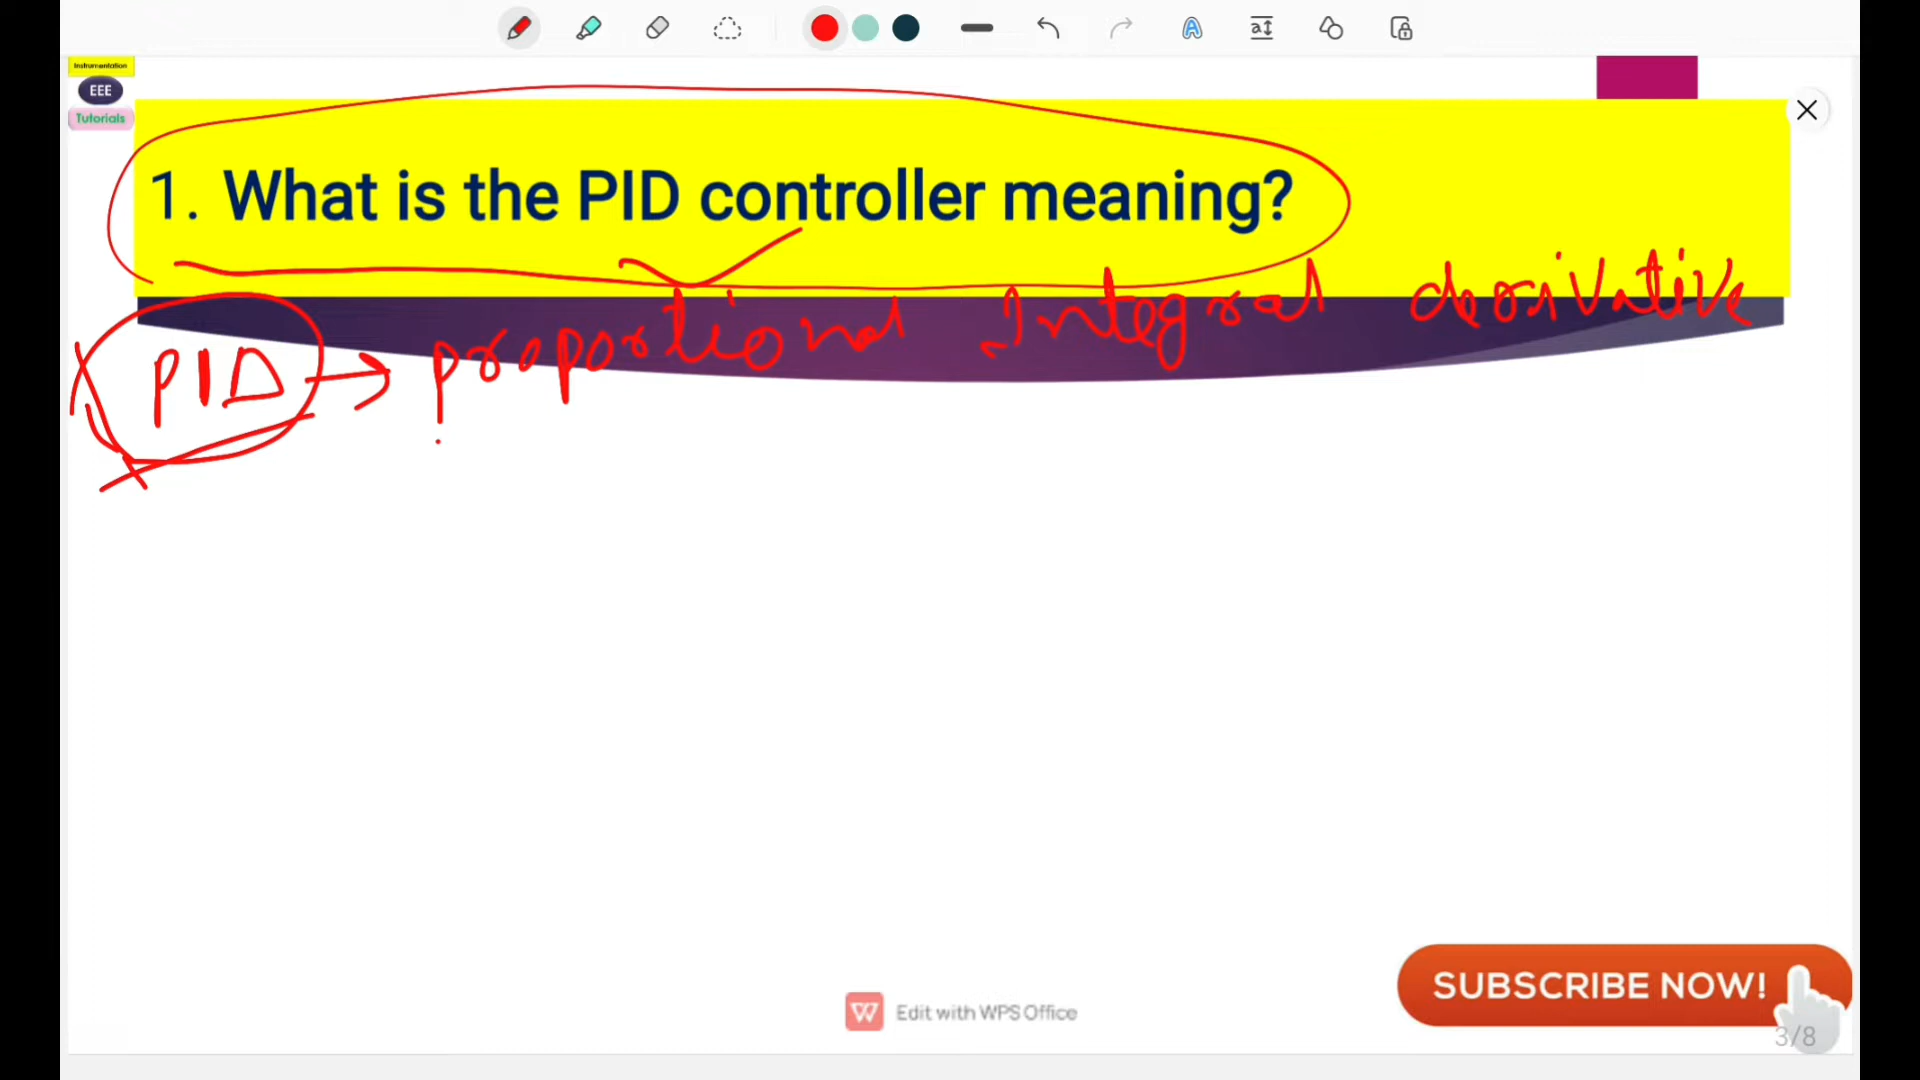 Instrumentation
EEE
Tutorials
1. What is the PID controller meaning?
PID → proportional Integral derivative
SUBSCRIBE NOW!
Edit with WPS Office
3/8